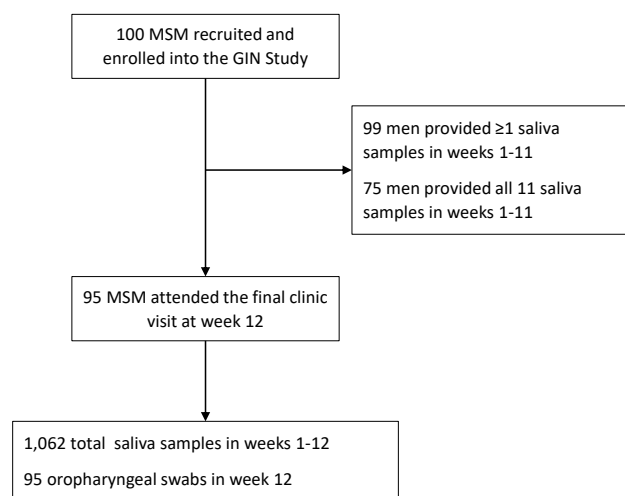 100 MSM recruited and
enrolled into the GIN Study
99 men provided ≥1 saliva
samples in weeks 1-11
75 men provided all 11 saliva
samples in weeks 1-11
95 MSM attended the final clinic
visit at week 12
1,062 total saliva samples in weeks 1-12
95 oropharyngeal swabs in week 12